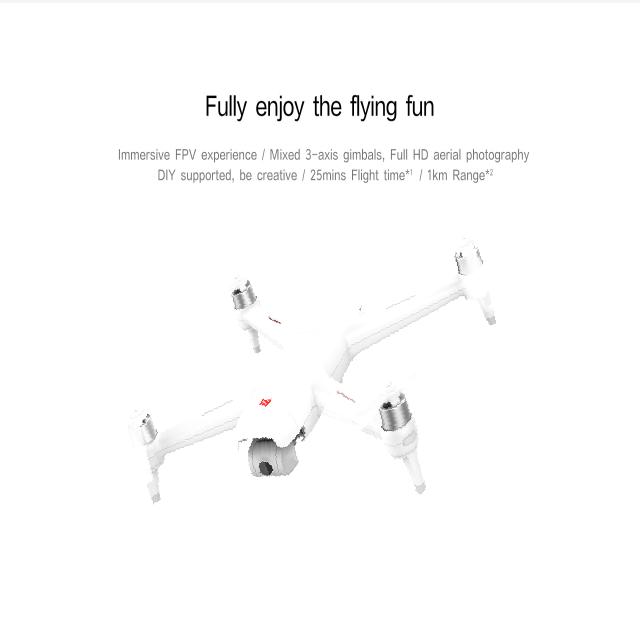 Fully enjoy the flying fun
Immersive FPV experience / Mixed 3-axis gimbals, Full HD aerial photography
DIY supported, be creative / 25mins Flight time*1 / 1km Range*2